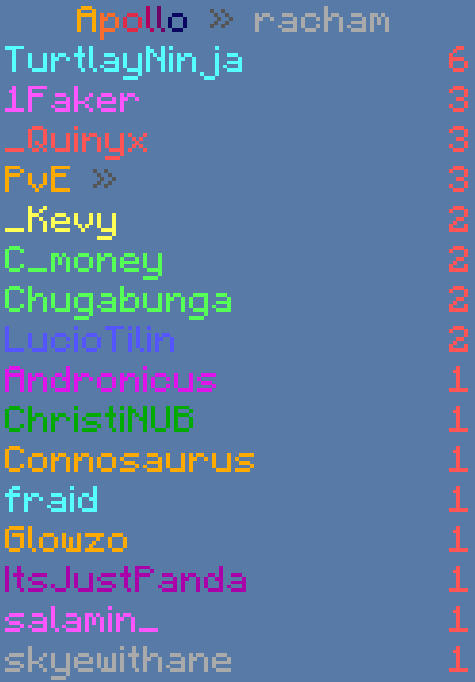 Apollo » racham
TurtlayNinja 6
1Faker 3
_Quinyx 3
PvE » 3
_Kevy 2
C_money 2
Chugabunga 2
LucioTilin 2
Andronicus 1
ChristiNUB 1
Connosaurus 1
fraid 1
Glowzo 1
ItsJustPanda 1
salamin_ 1
skyewithane 1